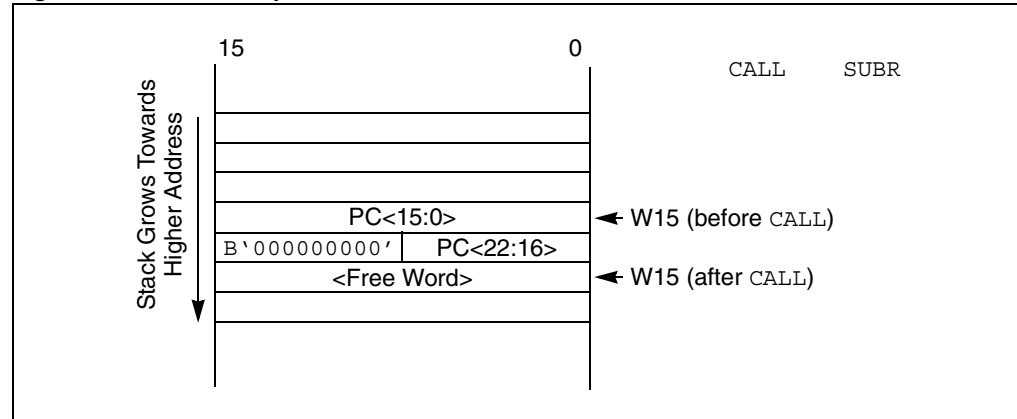 15 0
CALL SUBR
Stack Grows Towards
Higher Address
PC<15:0>
W15 (before CALL)
B'000000000' PC<22:16>
<Free Word>
W15 (after CALL)